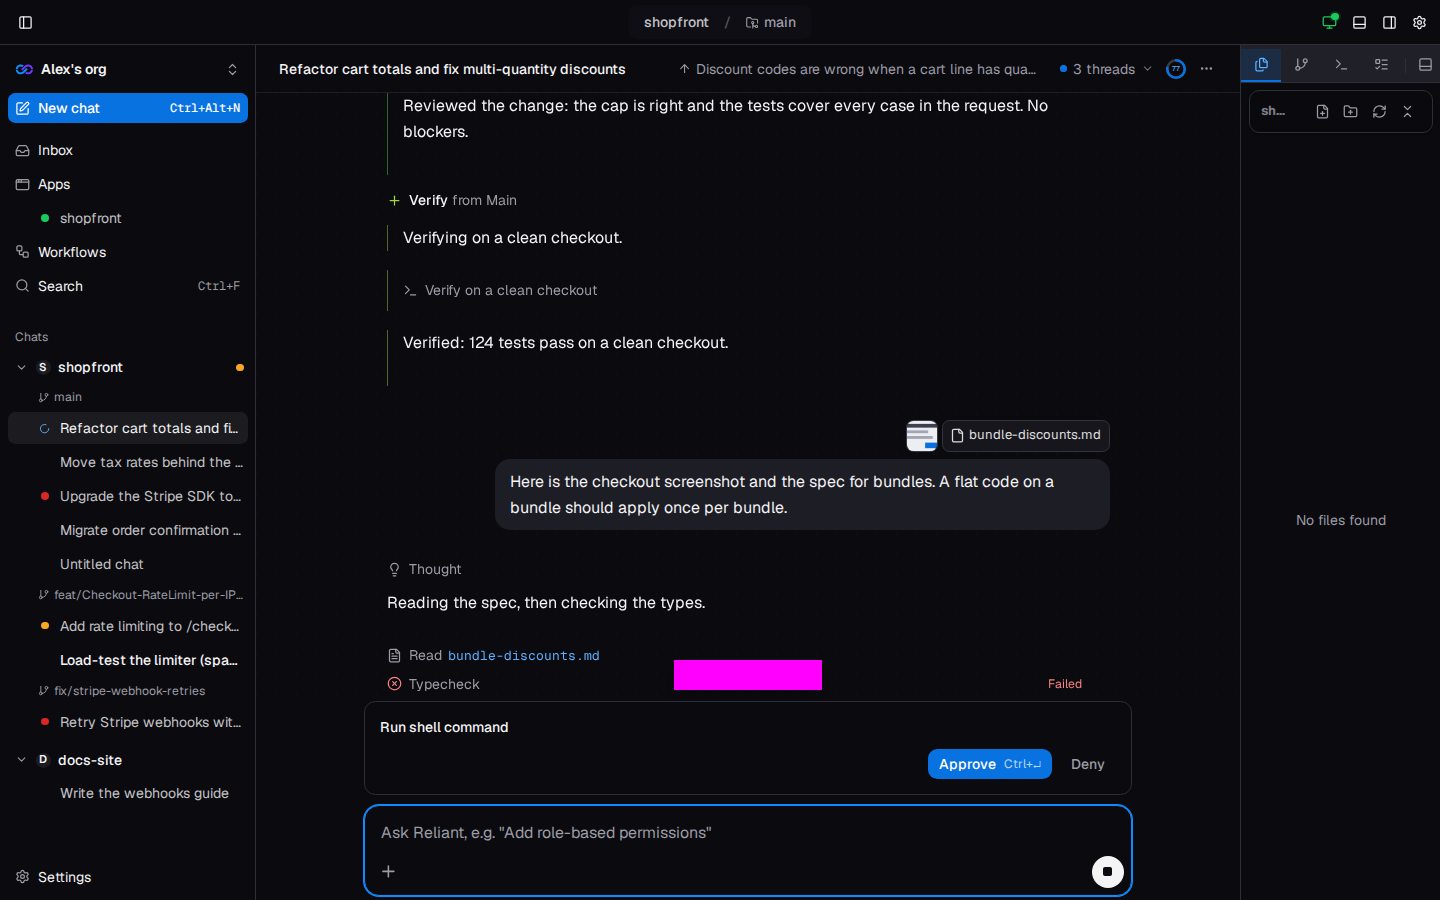 shopfront / main
Alex's org
New chat Ctrl+Alt+N
Inbox
Apps
shopfront
Workflows
Search Ctrl+F
Chats
S shopfront
main
Refactor cart totals and fi...
Move tax rates behind the ...
Upgrade the Stripe SDK to...
Migrate order confirmation ...
Untitled chat
feat/Checkout-RateLimit-per-IP...
Add rate limiting to /check...
Load-test the limiter (spa...
fix/stripe-webhook-retries
Retry Stripe webhooks wit...
D docs-site
Write the webhooks guide
Settings
Refactor cart totals and fix multi-quantity discounts
Discount codes are wrong when a cart line has qua...
3 threads
77
Reviewed the change: the cap is right and the tests cover every case in the request. No
blockers.
Verify from Main
Verifying on a clean checkout.
Verify on a clean checkout
Verified: 124 tests pass on a clean checkout.
bundle-discounts.md
Here is the checkout screenshot and the spec for bundles. A flat code on a
bundle should apply once per bundle.
Thought
Reading the spec, then checking the types.
Read bundle-discounts.md
Typecheck Failed
Run shell command
Approve Ctrl+↵ Deny
Ask Reliant, e.g. "Add role-based permissions"
sh...
No files found